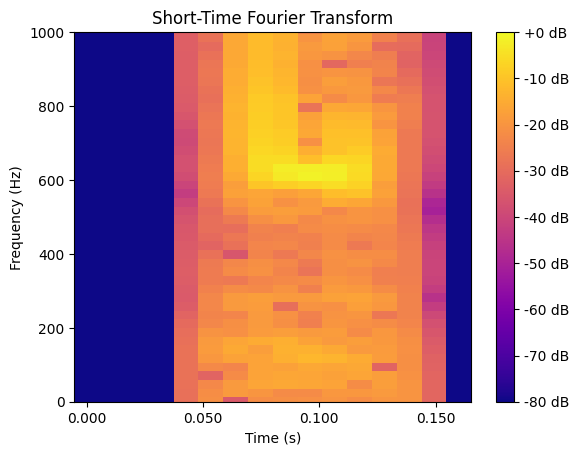 Short-Time Fourier Transform
1000
800
600
400
200
0
Frequency (Hz)
0.000
0.050
0.100
0.150
Time (s)
+0 dB
-10 dB
-20 dB
-30 dB
-40 dB
-50 dB
-60 dB
-70 dB
-80 dB